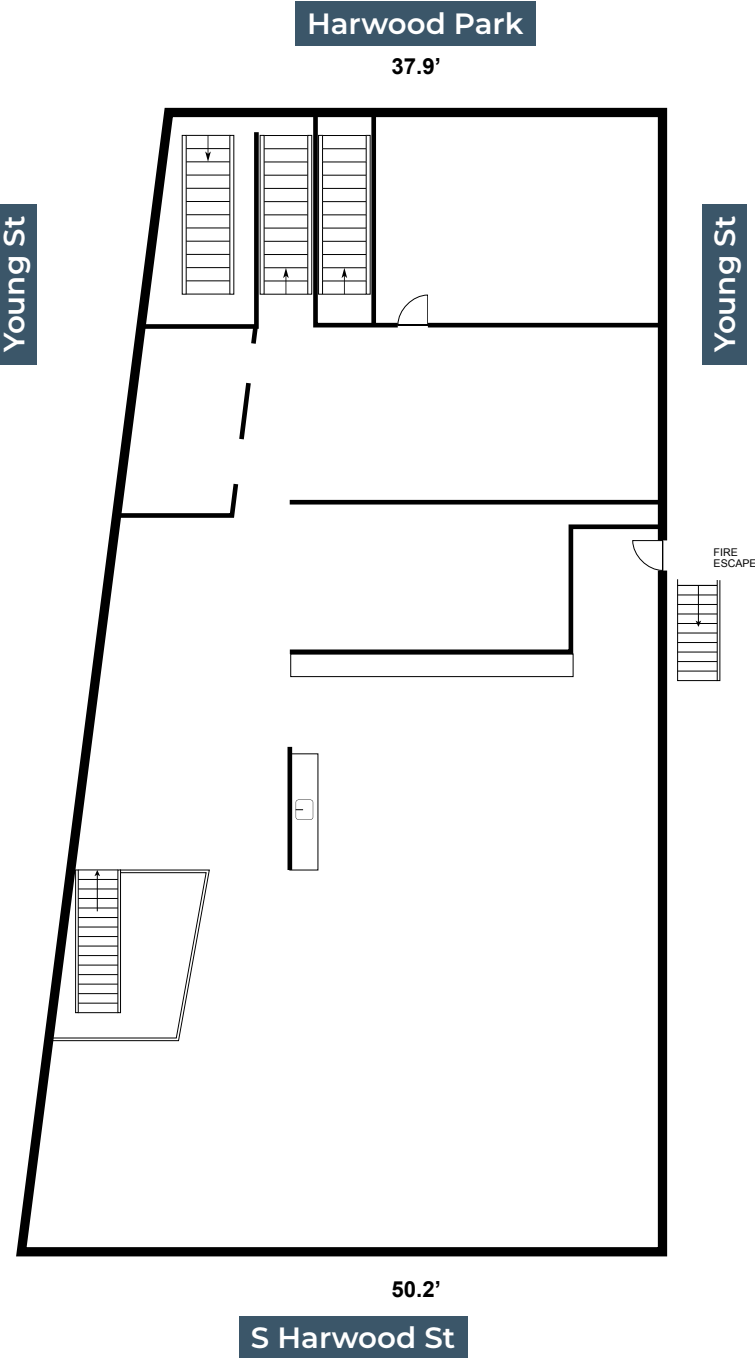 Harwood Park
37.9’
Young St
Young St
FIRE
ESCAPE
50.2’
S Harwood St